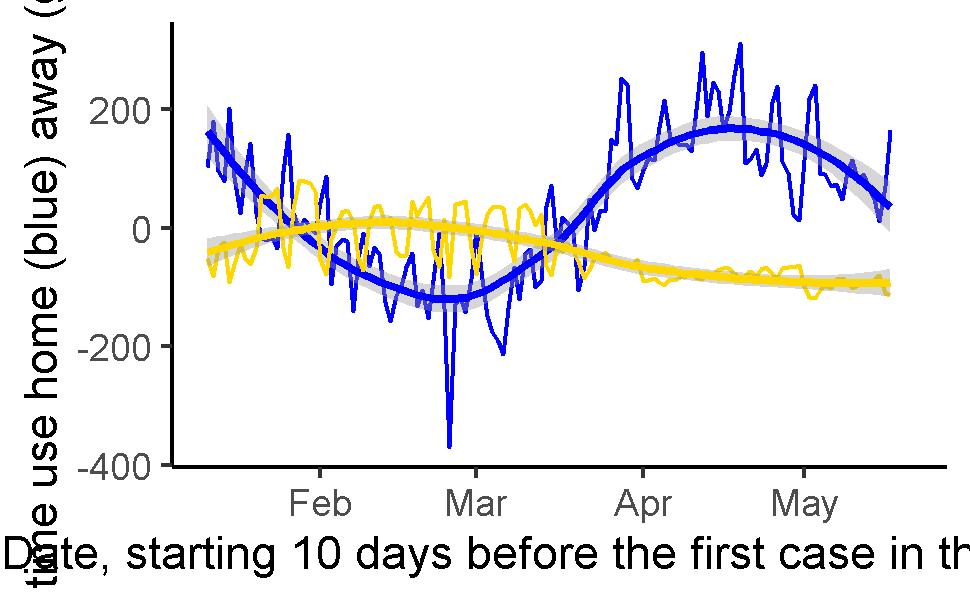 time use home (blue) away (
200
0
-200
-400
Feb Mar Apr May
Date, starting 10 days before the first case in th